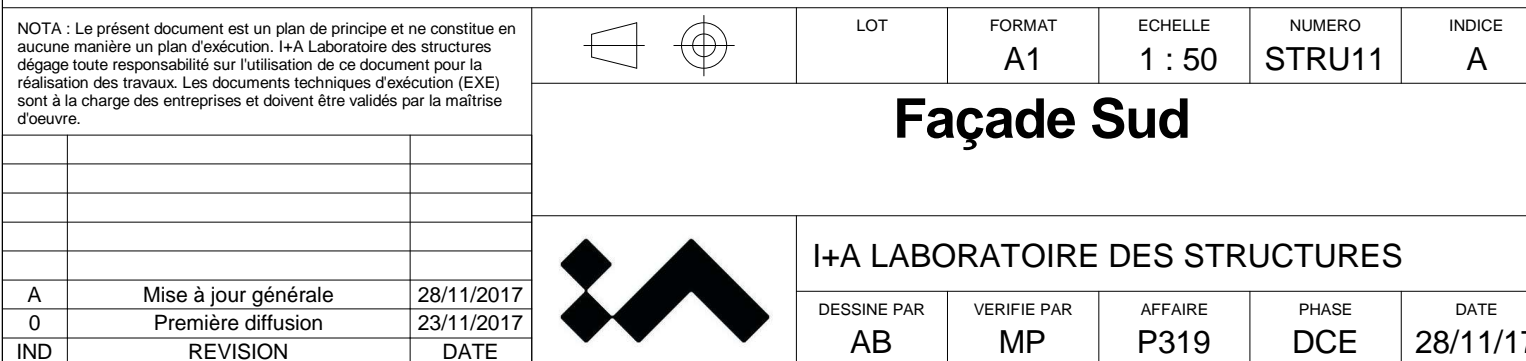 NOTA : Le présent document est un plan de principe et ne constitue en
aucune manière un plan d'exécution. I+A Laboratoire des structures
dégage toute responsabilité sur l'utilisation de ce document pour la
réalisation des travaux. Les documents techniques d'exécution (EXE)
sont à la charge des entreprises et doivent être validés par la maîtrise
d'oeuvre.
LOT FORMAT ECHELLE NUMERO INDICE
A1 1 : 50 STRU11 A
Façade Sud
I+A LABORATOIRE DES STRUCTURES
A Mise à jour générale 28/11/2017
0 Première diffusion 23/11/2017
IND REVISION DATE
DESSINE PAR VERIFIE PAR AFFAIRE PHASE DATE
AB MP P319 DCE 28/11/17